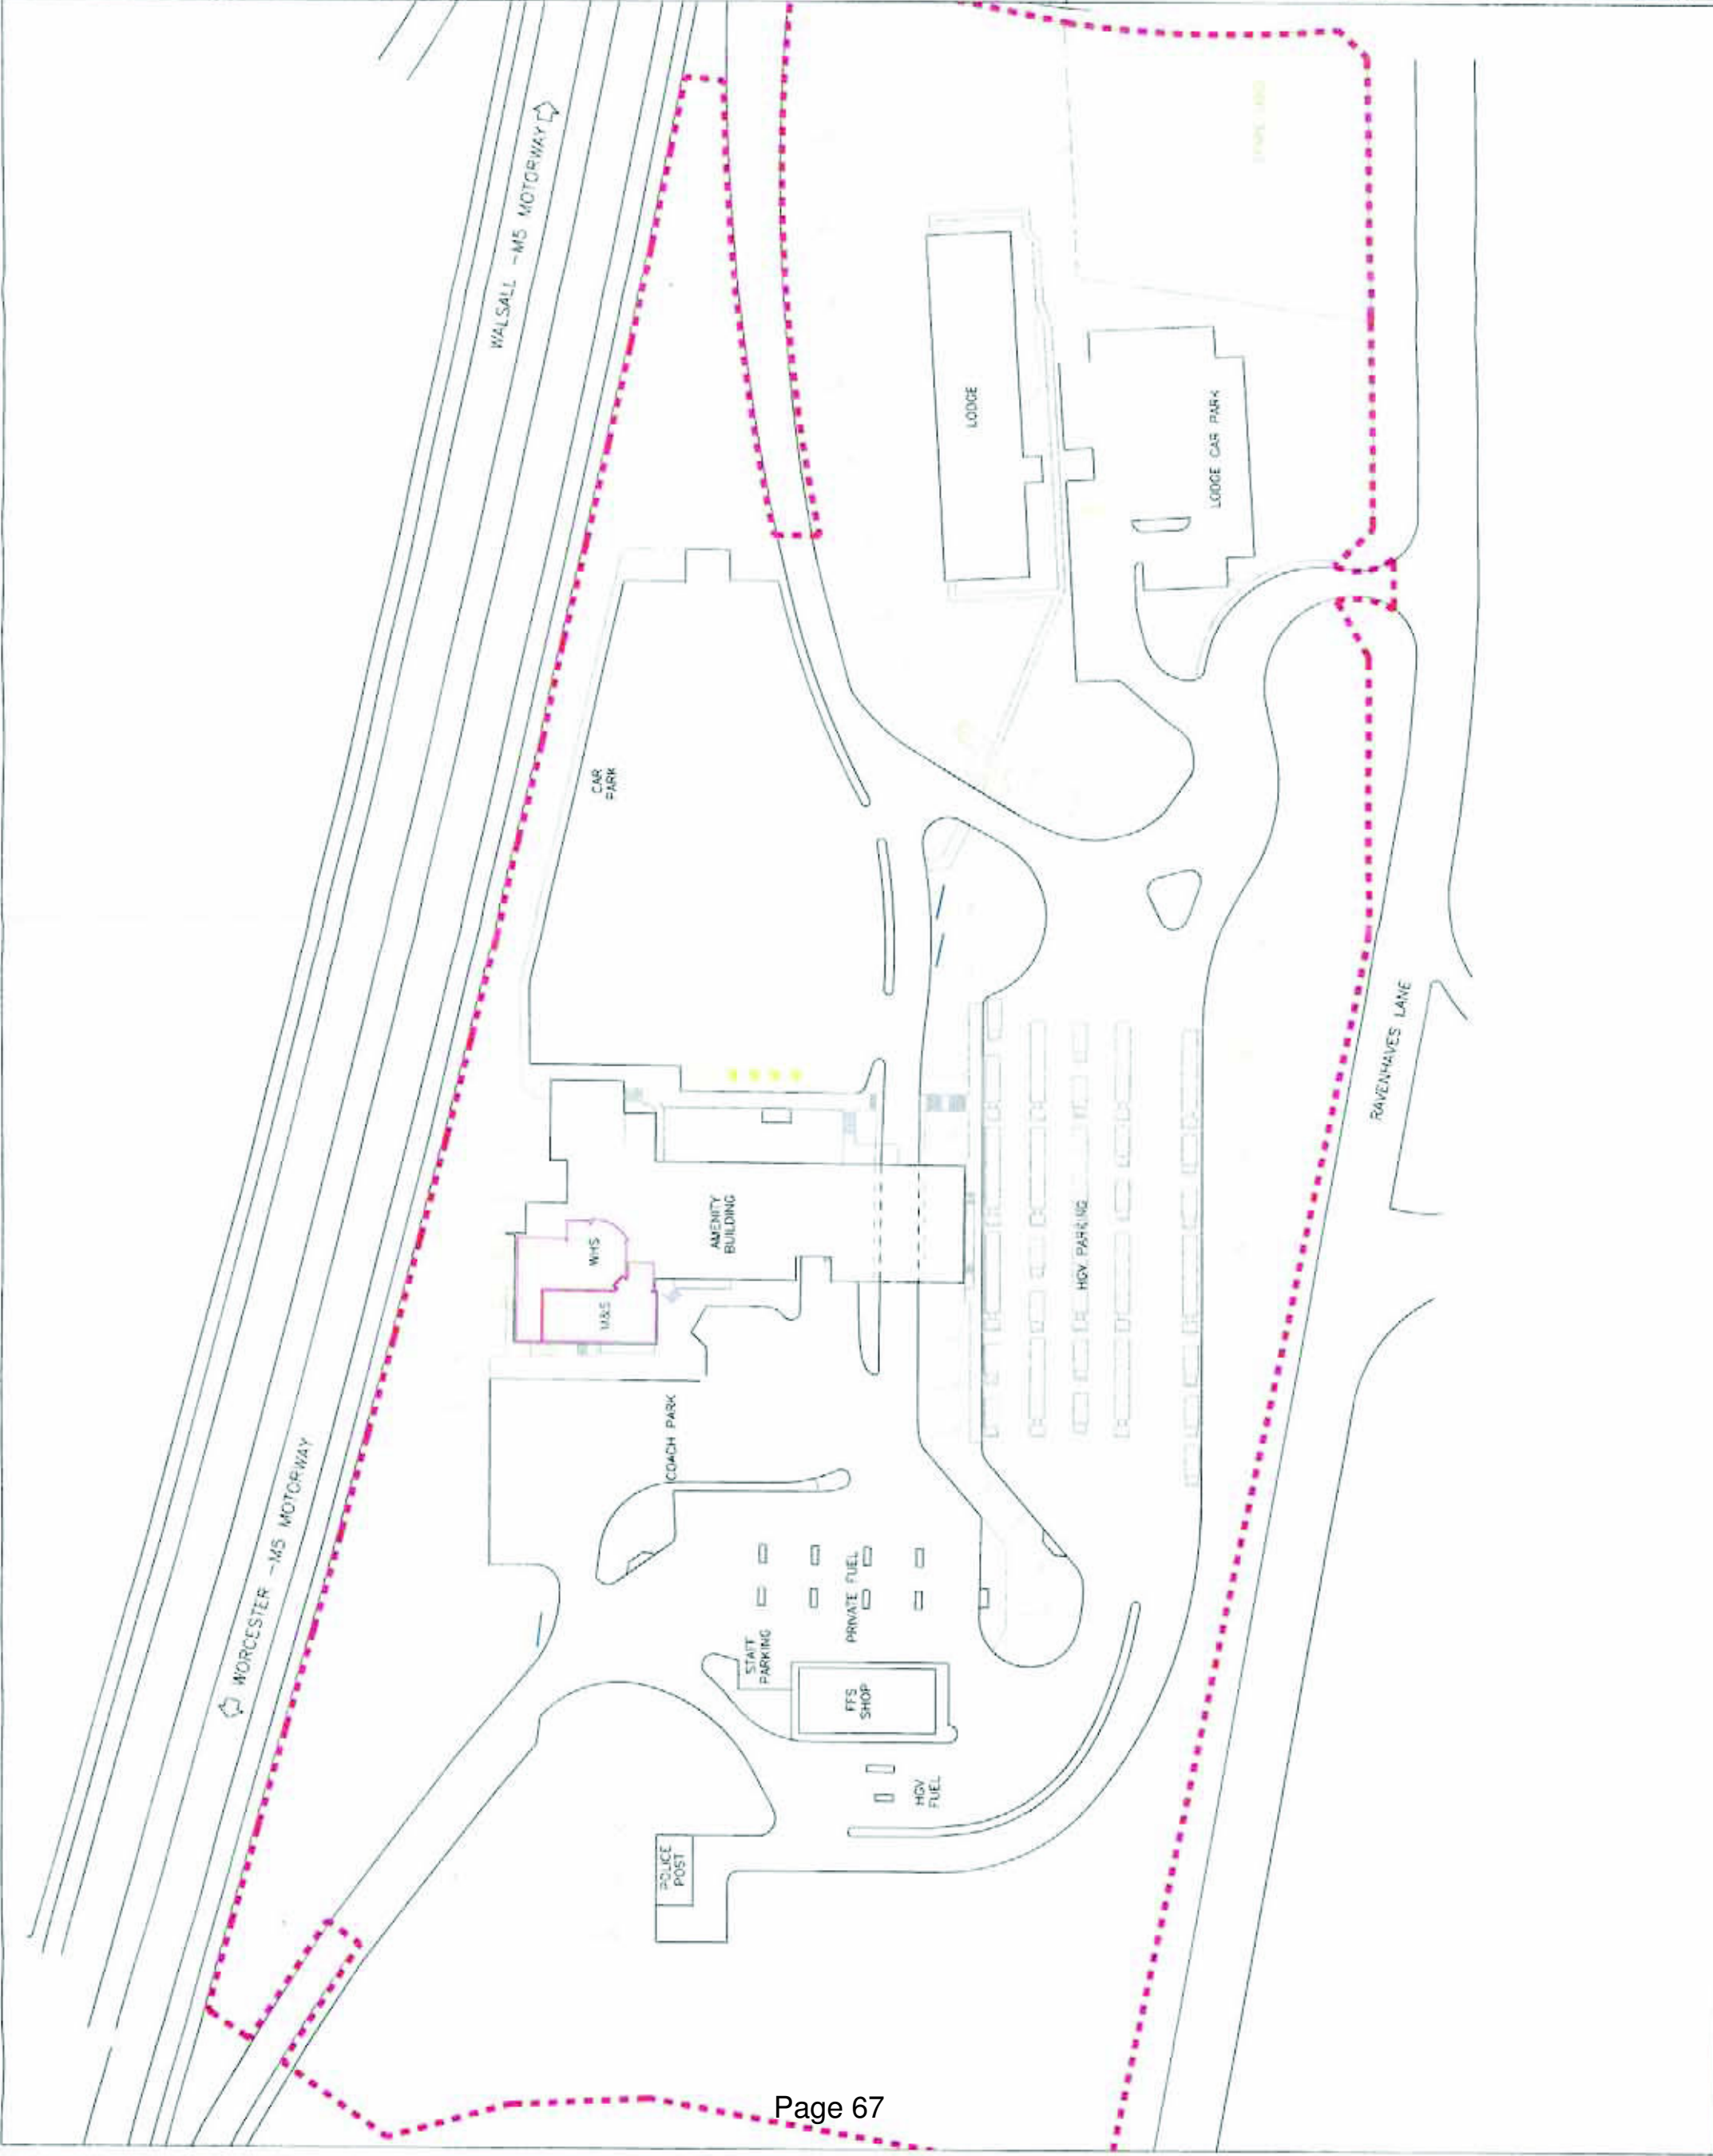 WALSALL -M5 MOTORWAY
LODGE
LODGE CAR PARK
CAR
PARK
RAVENHAVES LANE
WHS
M&S
AMENITY
BUILDING
HGV PARKING
COACH PARK
WORCESTER -M5 MOTORWAY
STAFF
PARKING
PRIVATE FUEL
FFS
SHOP
HGV
FUEL
POLICE
POST
Page 67